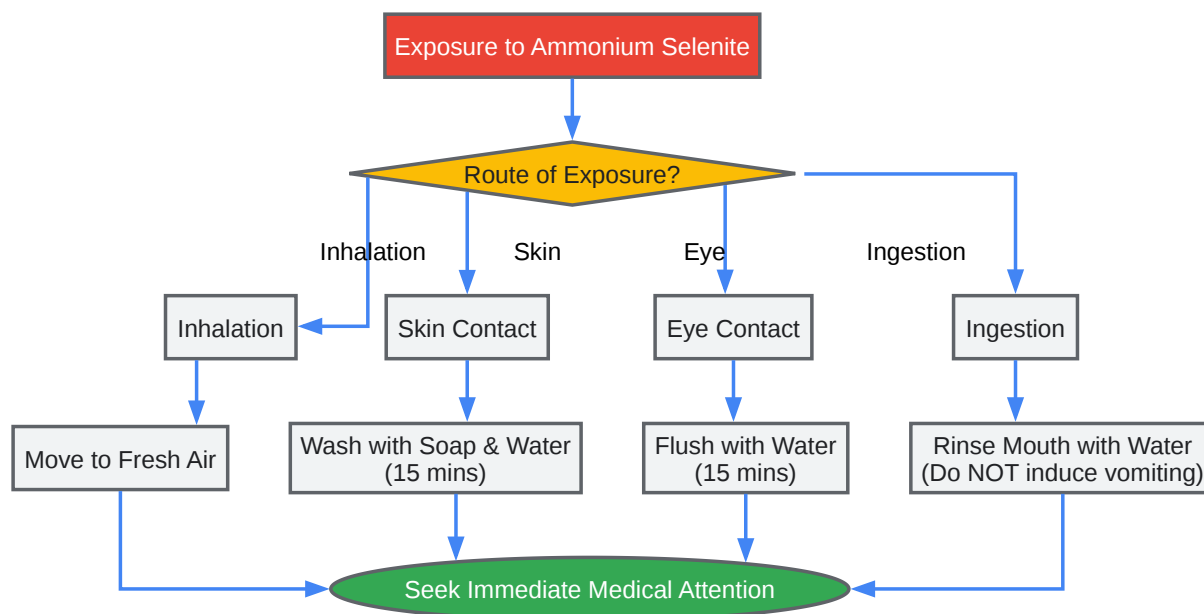 Exposure to Ammonium Selenite
Route of Exposure?
Inhalation
Skin
Eye
Ingestion
Inhalation
Skin Contact
Eye Contact
Ingestion
Move to Fresh Air
Wash with Soap & Water
(15 mins)
Flush with Water
(15 mins)
Rinse Mouth with Water
(Do NOT induce vomiting)
Seek Immediate Medical Attention